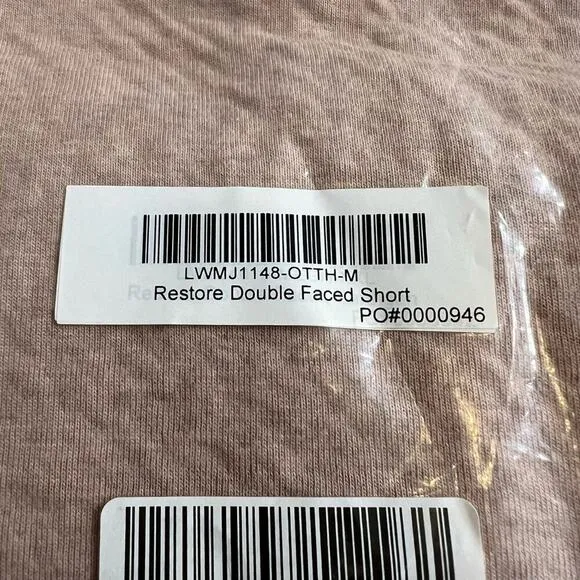 LWMJ1148-OTTH-M
Restore Double Faced Short
PO#0000946